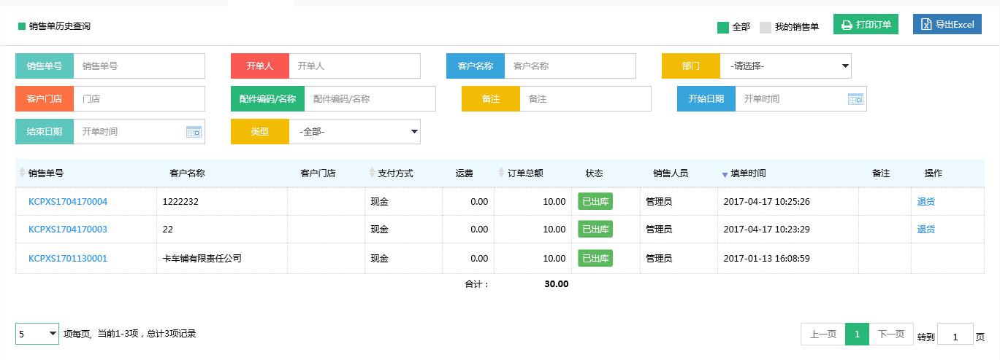 销售单历史查询 全部 我的销售单 打印订单 导出Excel
销售单号 销售单号 开单人 开单人 客户名称 客户名称 部门 -请选择-
客户门店 门店 配件编码/名称 配件编码/名称 备注 备注 开始日期 开单时间
结束日期 开单时间 类型 -全部-
销售单号 客户名称 客户门店 支付方式 运费 订单总额 状态 销售人员 填单时间 备注 操作
KCPXS1704170004 1222232 现金 0.00 10.00 已出库 管理员 2017-04-17 10:25:26 退货
KCPXS1704170003 22 现金 0.00 10.00 已出库 管理员 2017-04-17 10:23:29 退货
KCPXS1701130001 卡车铺有限责任公司 现金 0.00 10.00 已出库 管理员 2017-01-13 16:08:59
合计： 30.00
5 项每页, 当前1-3项，总计3项记录 上一页 1 下一页 转到 1 页